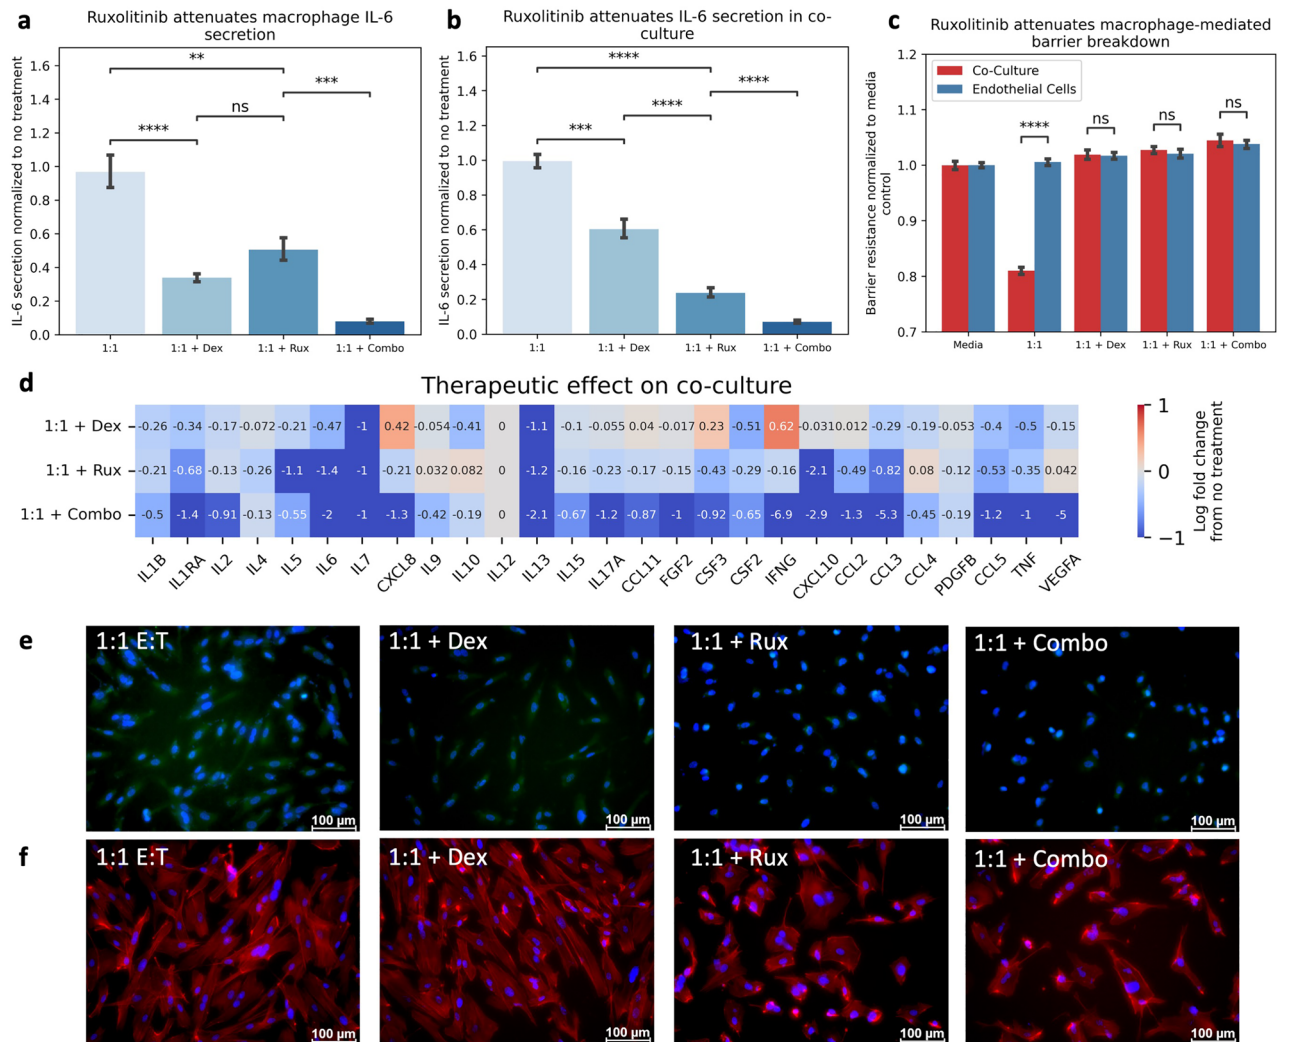 a
Ruxolitinib attenuates macrophage IL-6
secretion
IL-6 secretion normalized to no treatment
1.6
1.4
1.2
1.0
0.8
0.6
0.4
0.2
0.0
**
***
ns
****
1:1
1:1 + Dex
1:1 + Rux
1:1 + Combo
b
Ruxolitinib attenuates IL-6 secretion in co-
culture
IL-6 secretion normalized to no treatment
1.6
1.4
1.2
1.0
0.8
0.6
0.4
0.2
0.0
****
****
****
***
1:1
1:1 + Dex
1:1 + Rux
1:1 + Combo
c
Ruxolitinib attenuates macrophage-mediated
barrier breakdown
Barrier resistance normalized to media
control
1.2
1.1
1.0
0.9
0.8
0.7
Co-Culture
Endothelial Cells
****
ns
ns
ns
Media
1:1
1:1 + Dex
1:1 + Rux
1:1 + Combo
d
Therapeutic effect on co-culture
1:1 + Dex -0.26 -0.34 -0.17 -0.072 -0.21 -0.47 -1 0.42 -0.054 -0.41 0 -1.1 -0.1 -0.055 0.04 -0.017 0.23 -0.51 0.62 -0.031 0.012 -0.29 -0.19 -0.053 -0.4 -0.5 -0.15
1:1 + Rux -0.21 -0.68 -0.13 -0.26 -1.1 -1.4 -1 -0.21 0.032 0.082 0 -1.2 -0.16 -0.23 -0.17 -0.15 -0.43 -0.29 -0.16 -2.1 -0.49 -0.82 0.08 -0.12 -0.53 -0.35 0.042
1:1 + Combo -0.5 -1.4 -0.91 -0.13 -0.55 -2 -1 -1.3 -0.42 -0.19 0 -2.1 -0.67 -1.2 -0.87 -1 -0.92 -0.65 -6.9 -2.9 -1.3 -5.3 -0.45 -0.19 -1.2 -1 -5
IL1B IL1RA IL2 IL4 IL5 IL6 IL7 CXCL8 IL9 IL10 IL12 IL13 IL15 IL17A CCL11 FGF2 CSF3 CSF2 IFNG CXCL10 CCL2 CCL3 CCL4 PDGFB CCL5 TNF VEGFA
1
0
−1
Log fold change
from no treatment
e
1:1 E:T
100 µm
1:1 + Dex
100 µm
1:1 + Rux
100 µm
1:1 + Combo
100 µm
f
1:1 E:T
100 µm
1:1 + Dex
100 µm
1:1 + Rux
100 µm
1:1 + Combo
100 µm